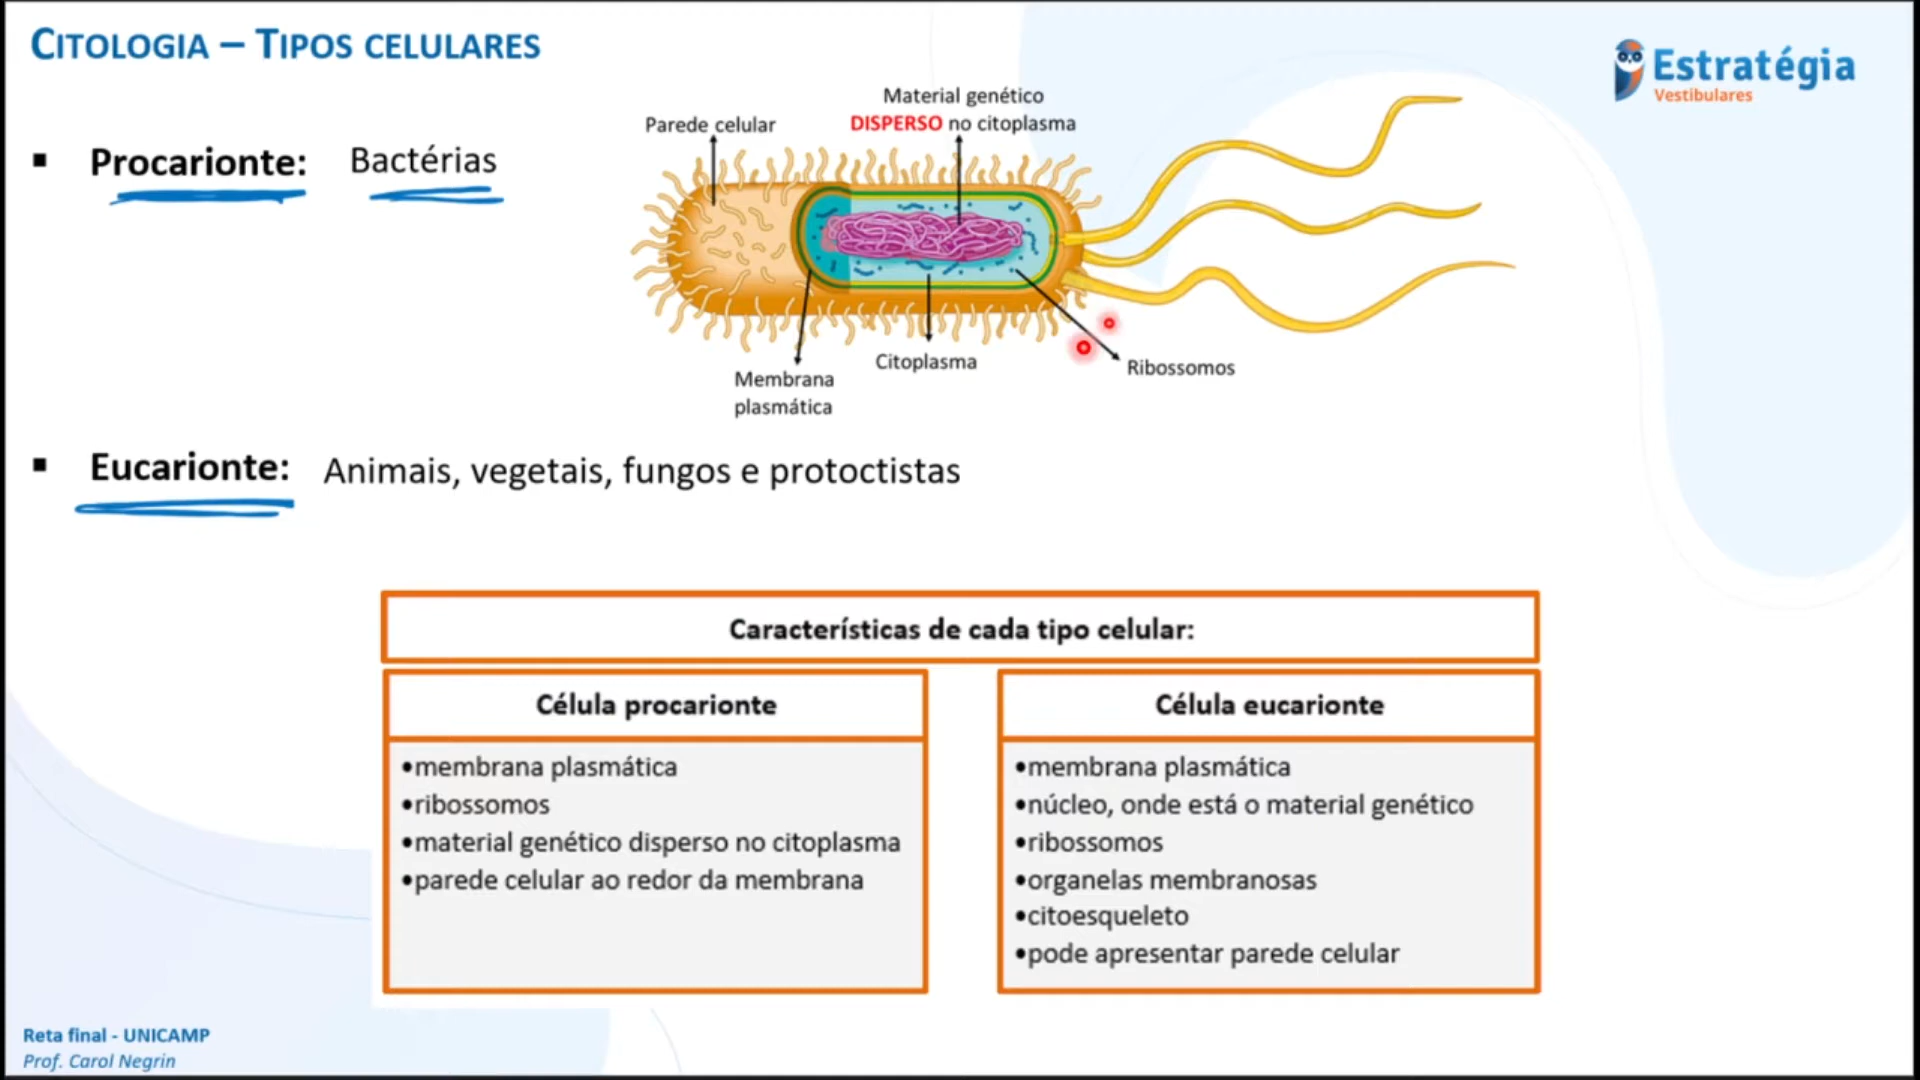 CITOLOGIA – TIPOS CELULARES
Estratégia
Vestibulares
▪ Procarionte: Bactérias
Material genético
DISPERSO no citoplasma
Parede celular
Citoplasma
Ribossomos
Membrana
plasmática
▪ Eucarionte: Animais, vegetais, fungos e protoctistas
Características de cada tipo celular:
Célula procarionte
•membrana plasmática
•ribossomos
•material genético disperso no citoplasma
•parede celular ao redor da membrana
Célula eucarionte
•membrana plasmática
•núcleo, onde está o material genético
•ribossomos
•organelas membranosas
•citoesqueleto
•pode apresentar parede celular
Reta final - UNICAMP
Prof. Carol Negrin